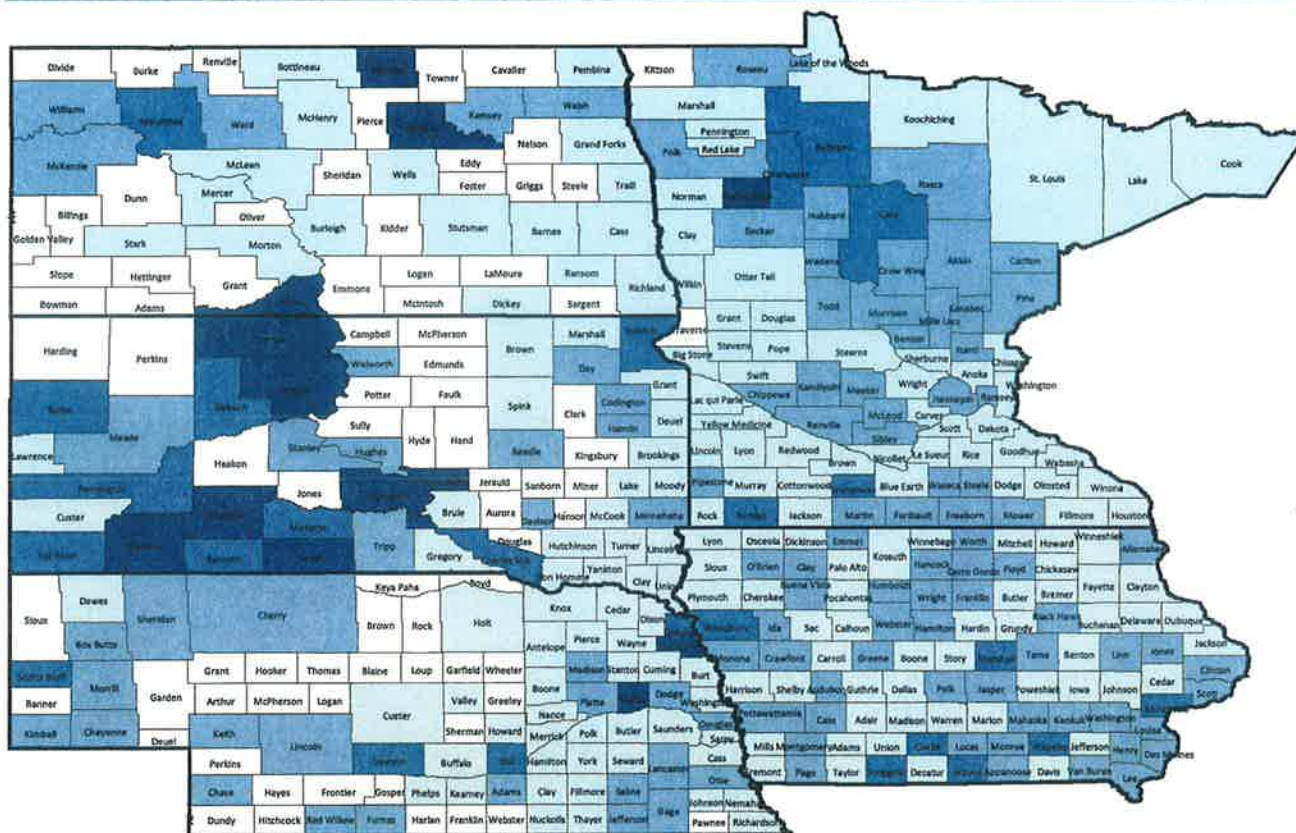 Divide Burke Renville Bottineau Towner Cavalier Pembina Kittson Roseau Lake of the Woods
Williams Ward McHenry Pierce Ramsey Walsh Marshall Koochiching
Pennington
McKenzie McLean Sheridan Wells Eddy Nelson Grand Forks Polk Red Lake Beltrami Itasca St. Louis Lake Cook
Dunn Mercer Foster Griggs Steele Traill Norman Clearwater
Billings Oliver Hubbard Cass
Golden Valley Stark Burleigh Kidder Stutsman Barnes Cass Clay Becker
Morton Wadena Crow Wing Aitkin Carlton
Slope Hettinger Grant Logan LaMoure Ransom Richland Wilkin Otter Tail
Bowman Adams Emmons McIntosh Dickey Sargent Todd Morrison Mille Lacs Kanabec Pine
Harding Perkins Campbell McPherson Brown Marshall Traverse Grant Douglas Benton
Walworth Edmunds Day Big Stone Stevens Pope Stearns Sherburne Isanti Chisago
Butte Dewey Potter Faulk Spink Clark Codington Grant Swift Kandiyohi Meeker Wright Anoka Washington
Meade Sully Hamlin Deuel Lac qui Parle Chippewa McLeod Carver Hennepin Ramsey
Lawrence Haakon Stanley Hughes Hyde Hand Beadle Kingsbury Brookings Yellow Medicine Renville Sibley Scott Dakota
Lincoln Lyon Redwood Brown Nicollet Le Sueur Rice Goodhue Wabasha
Pennington Jones Jerauld Sanborn Miner Lake Moody Pipestone Murray Cottonwood Blue Earth Waseca Steele Dodge Olmsted Winona
Custer Brule Aurora Davison Hanson McCook Minnehaha Rock Jackson Martin Faribault Freeborn Mower Fillmore Houston
Fall River Bennett Tripp Gregory Douglas Hutchinson Turner Lincoln Lyon Osceola Dickinson Emmet Kossuth Winnebago Worth Mitchell Howard Winneshiek Allamakee
Bon Homme Yankton Clay Union Sioux O'Brien Clay Palo Alto Hancock Cerro Gordo Floyd Chickasaw
Sioux Dawes Sheridan Cherry Keya Paha Boyd Knox Cedar Dixon Plymouth Cherokee Buena Vista Pocahontas Humboldt Wright Franklin Butler Bremer Fayette Clayton
Box Butte Brown Rock Holt Antelope Pierce Wayne Woodbury Ida Sac Calhoun Webster Hamilton Hardin Grundy Black Hawk Buchanan Delaware Dubuque
Scotts Bluff Morrill Garden Grant Hooker Thomas Blaine Loup Garfield Wheeler Madison Stanton Cuming Burt Monona Crawford Carroll Greene Boone Story Marshall Tama Benton Linn Jones Jackson
Banner Arthur McPherson Logan Custer Valley Greeley Boone Platte Dodge Washington Harrison Shelby Audubon Guthrie Dallas Polk Jasper Poweshiek Iowa Johnson Cedar Clinton
Kimball Cheyenne Deuel Keith Lincoln Sherman Howard Nance Merrick Polk Butler Saunders Douglas Sarpy Pottawattamie Cass Adair Madison Warren Marion Mahaska Keokuk Washington Scott
Louisa
Perkins Buffalo Hamilton York Seward Lancaster Cass Mills Montgomery Adams Union Clarke Lucas Monroe Wapello Jefferson Henry Des Moines
Chase Hayes Frontier Gosper Phelps Kearney Adams Clay Fillmore Saline Otoe Fremont Page Taylor Decatur Appanoose Davis Van Buren Lee
Gage Johnson Nemaha
Dundy Hitchcock Red Willow Furnas Harlan Franklin Webster Nuckolls Thayer Jefferson Pawnee Richardson